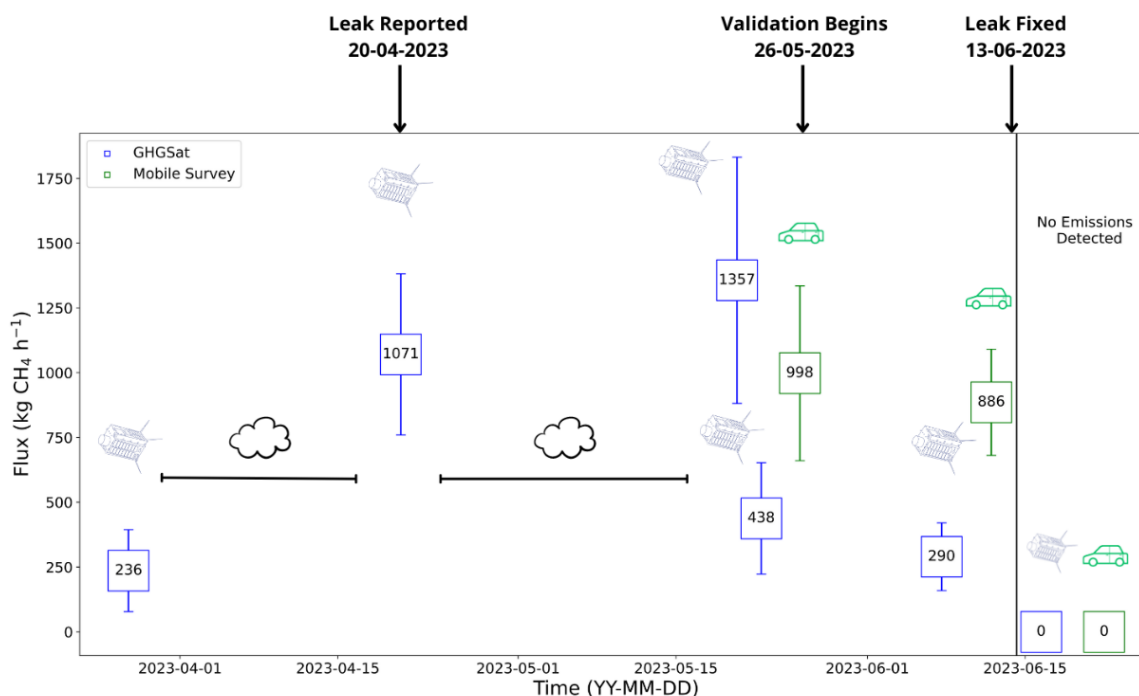 Leak Reported
20-04-2023
Validation Begins
26-05-2023
Leak Fixed
13-06-2023
GHGSat
Mobile Survey
No Emissions
Detected
Flux (kg CH₄ h⁻¹)
1750
1500
1250
1000
750
500
250
0
236
1071
1357
438
998
290
886
0
0
2023-04-01
2023-04-15
2023-05-01
2023-05-15
2023-06-01
2023-06-15
Time (YY-MM-DD)